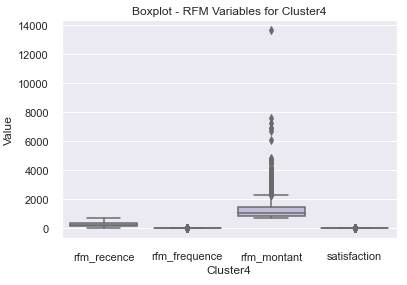 Boxplot - RFM Variables for Cluster4
14000
12000
10000
8000
6000
4000
2000
0
Value
rfm_recence rfm_frequence rfm_montant satisfaction
Cluster4